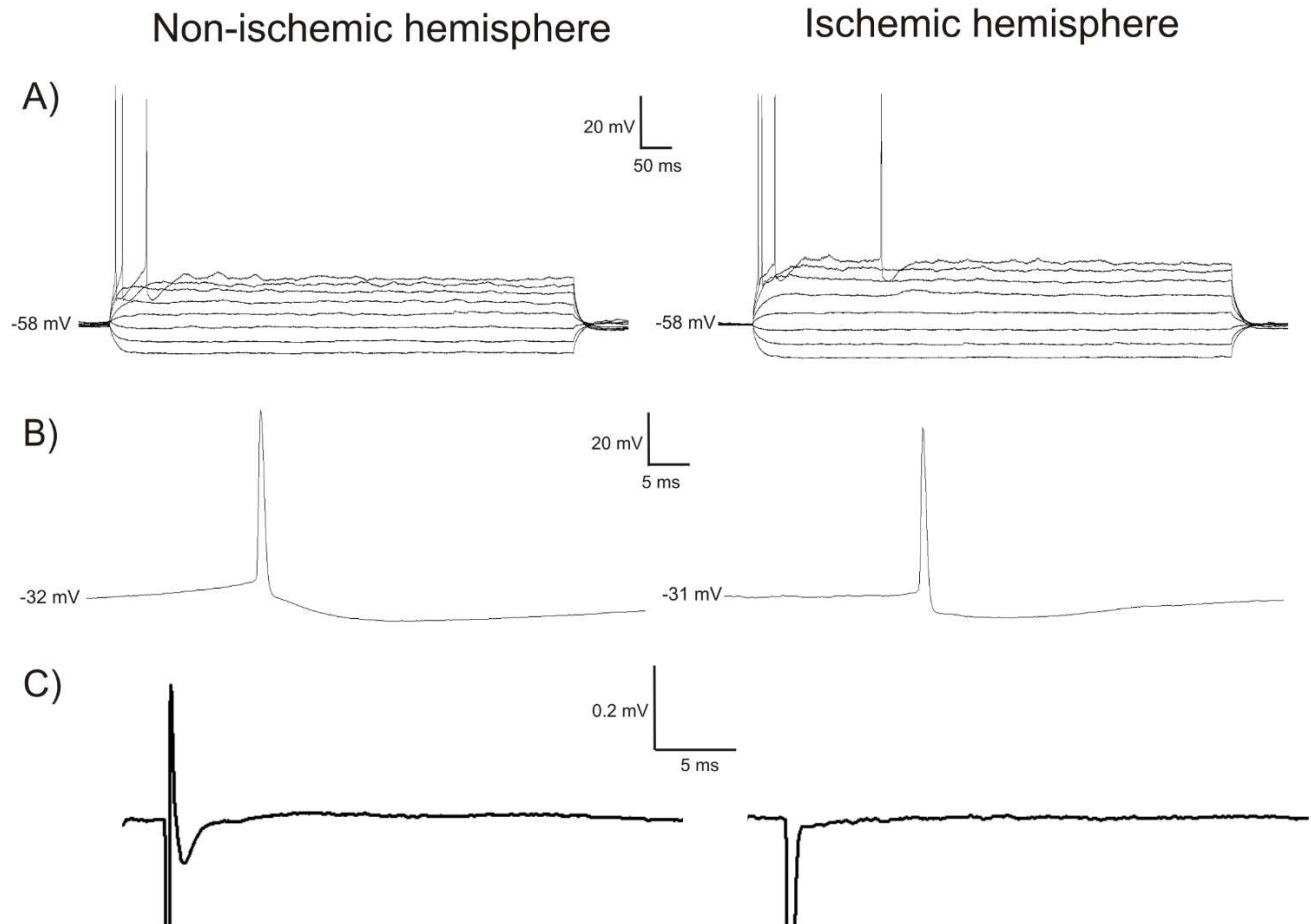 Non-ischemic hemisphere
Ischemic hemisphere
A)
20 mV
50 ms
-58 mV
-58 mV
B)
20 mV
5 ms
-32 mV
-31 mV
C)
0.2 mV
5 ms